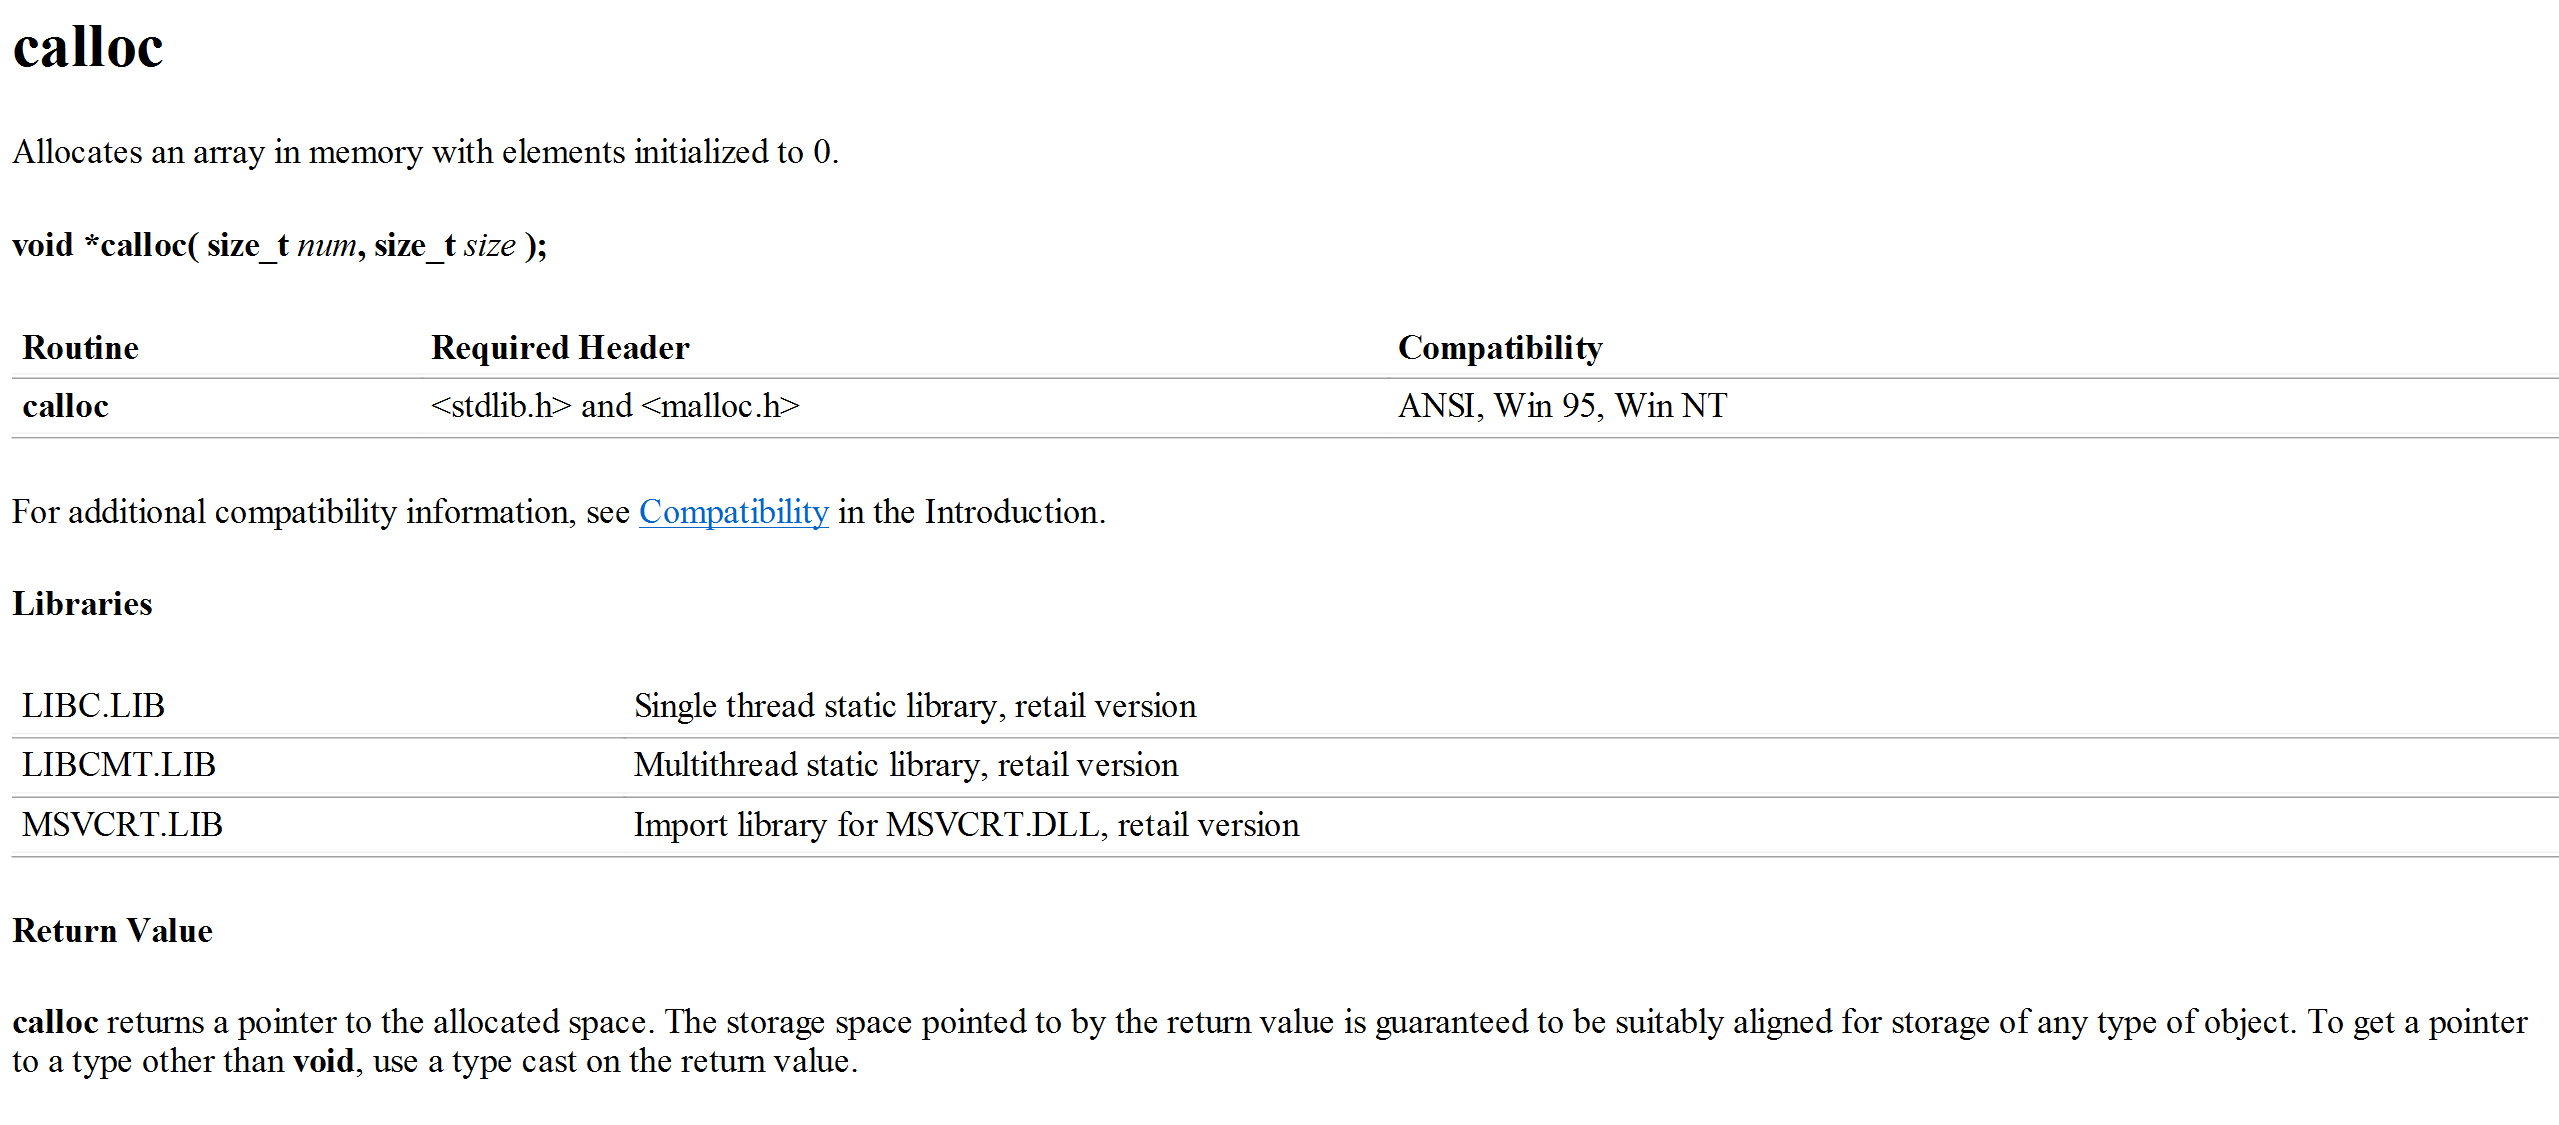 calloc
Allocates an array in memory with elements initialized to 0.
void *calloc( size_t num, size_t size );
Routine Required Header Compatibility
calloc <stdlib.h> and <malloc.h> ANSI, Win 95, Win NT
For additional compatibility information, see Compatibility in the Introduction.
Libraries
LIBC.LIB Single thread static library, retail version
LIBCMT.LIB Multithread static library, retail version
MSVCRT.LIB Import library for MSVCRT.DLL, retail version
Return Value
calloc returns a pointer to the allocated space. The storage space pointed to by the return value is guaranteed to be suitably aligned for storage of any type of object. To get a pointer
to a type other than void, use a type cast on the return value.